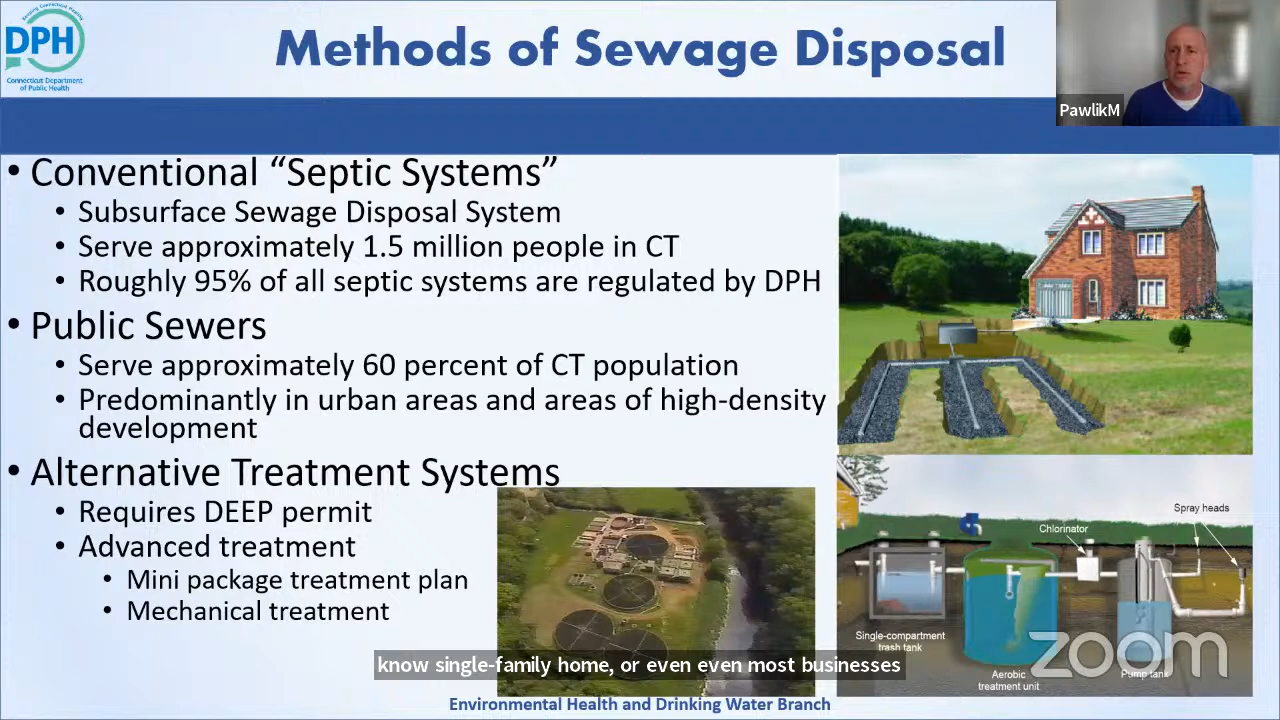 Keeping Connecticut Healthy
DPH
Connecticut Department
of Public Health
Methods of Sewage Disposal
PawlikM
• Conventional “Septic Systems”
• Subsurface Sewage Disposal System
• Serve approximately 1.5 million people in CT
• Roughly 95% of all septic systems are regulated by DPH
• Public Sewers
• Serve approximately 60 percent of CT population
• Predominantly in urban areas and areas of high-density
development
• Alternative Treatment Systems
• Requires DEEP permit
• Advanced treatment
• Mini package treatment plan
• Mechanical treatment
Spray heads
Chlorinator
Single-compartment
trash tank
Aerobic
treatment unit
Pump tank
zoom
know single-family home, or even even most businesses
Environmental Health and Drinking Water Branch